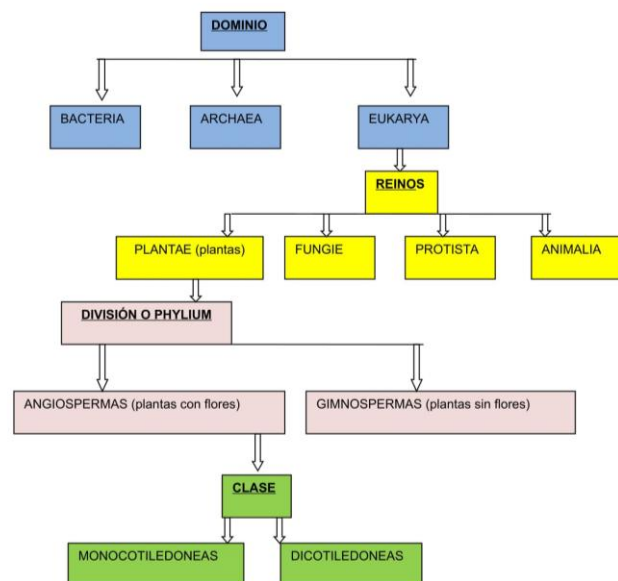 DOMINIO
BACTERIA
ARCHAEA
EUKARYA
REINOS
PLANTAE (plantas)
FUNGIE
PROTISTA
ANIMALIA
DIVISIÓN O PHYLIUM
ANGIOSPERMAS (plantas con flores)
GIMNOSPERMAS (plantas sin flores)
CLASE
MONOCOTILEDONEAS
DICOTILEDONEAS